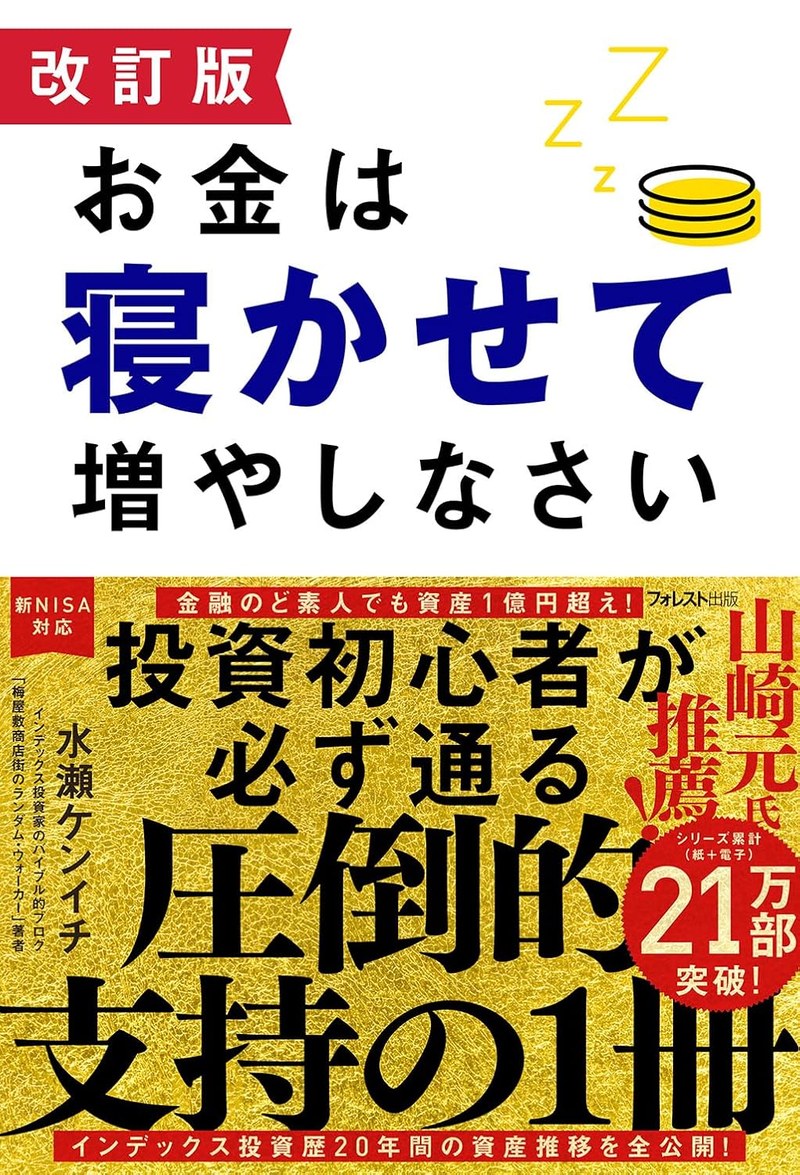 改訂版
Z
Z
z
お金は
寝かせて
増やしなさい
新NISA
対応
金融のど素人でも資産1億円超え!
フォレスト出版
投資初心者が
必ず通る
圧倒的
支持の1冊
山崎元氏
推薦!
シリーズ累計
(紙+電子)
21万部
突破!
水瀬ケンイチ
インデックス投資家のバイブル的ブログ
「梅屋敷商店街のランダム・ウォーカー」著者
インデックス投資歴20年間の資産推移を全公開!